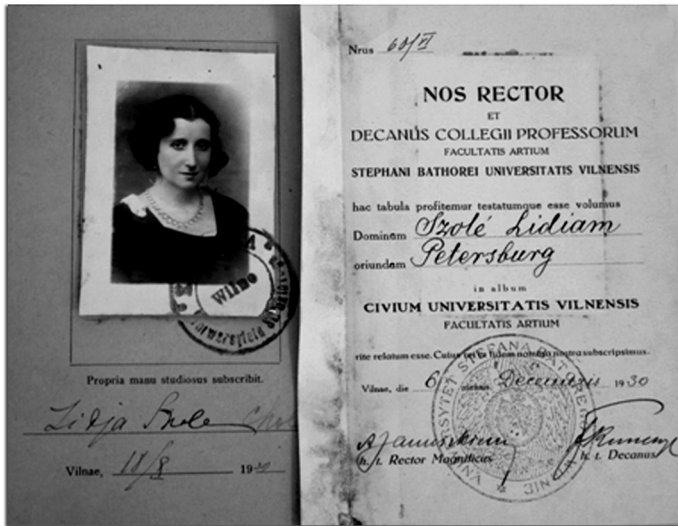 Wilno
Propria manu studiosus subscribit.
Lidja
Vilnae, 18/X 1930
Nrus 60/VI
NOS RECTOR
ET
DECANUS COLLEGII PROFESSORUM
FACULTATIS ARTIUM
STEPHANI BATHOREI UNIVERSITATIS VILNENSIS
hac tabula profitemur testatumque esse volumus
Dominam Szolé Lidiam
oriundam Petersburg
in album
CIVIUM UNIVERSITATIS VILNENSIS
FACULTATIS ARTIUM
rite relatum esse. Cuius rei in fidem nomina nostra subscripsimus.
Vilnae, die 6 mensis Decembris 1930
h. t. Rector Magnificus
h. t. Decanus